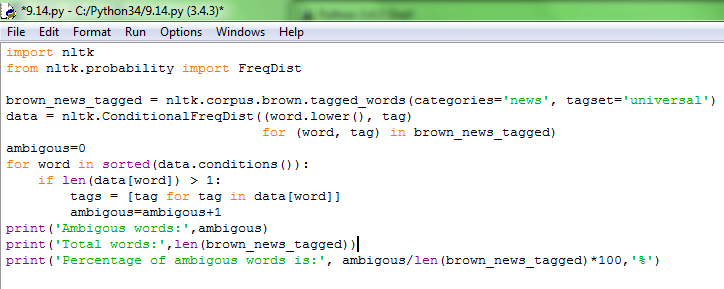 *9.14.py - C:/Python34/9.14.py (3.4.3)*
File Edit Format Run Options Windows Help
import nltk
from nltk.probability import FreqDist
brown_news_tagged = nltk.corpus.brown.tagged_words(categories='news', tagset='universal')
data = nltk.ConditionalFreqDist((word.lower(), tag)
for (word, tag) in brown_news_tagged)
ambigous=0
for word in sorted(data.conditions()):
if len(data[word]) > 1:
tags = [tag for tag in data[word]]
ambigous=ambigous+1
print('Ambigous words:',ambigous)
print('Total words:',len(brown_news_tagged))
print('Percentage of ambigous words is:', ambigous/len(brown_news_tagged)*100,'%')